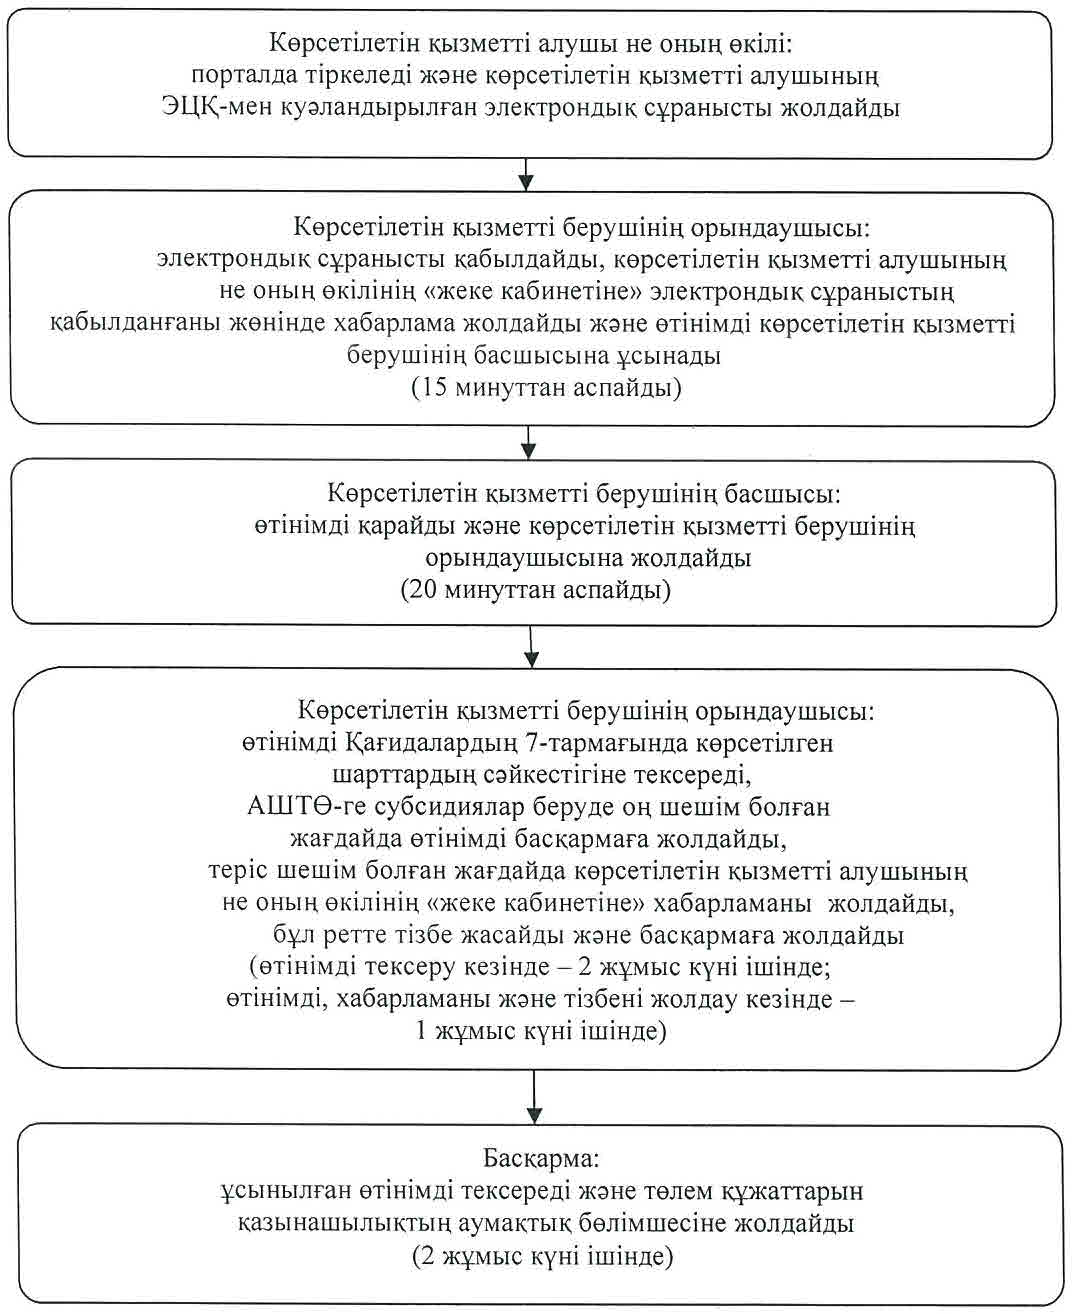 Көрсетілетін қызметті алушы не оның өкілі:
порталда тіркеледі және көрсетілетін қызметті алушының
ЭЦҚ-мен куәландырылған электрондық сұранысты жолдайды
Көрсетілетін қызметті берушінің орындаушысы:
электрондық сұранысты қабылдайды, көрсетілетін қызметті алушының
не оның өкілінің «жеке кабинетіне» электрондық сұраныстың
қабылданғаны жөнінде хабарлама жолдайды және өтінімді көрсетілетін қызметті
берушінің басшысына ұсынады
(15 минуттан аспайды)
Көрсетілетін қызметті берушінің басшысы:
өтінімді қарайды және көрсетілетін қызметті берушінің
орындаушысына жолдайды
(20 минуттан аспайды)
Көрсетілетін қызметті берушінің орындаушысы:
өтінімді Қағидалардың 7-тармағында көрсетілген
шарттардың сәйкестігіне тексереді,
АШТӨ-ге субсидиялар беруде оң шешім болған
жағдайда өтінімді басқармаға жолдайды,
теріс шешім болған жағдайда көрсетілетін қызметті алушының
не оның өкілінің «жеке кабинетіне» хабарламаны жолдайды,
бұл ретте тізбе жасайды және басқармаға жолдайды
(өтінімді тексеру кезінде – 2 жұмыс күні ішінде;
өтінімді, хабарламаны және тізбені жолдау кезінде –
1 жұмыс күні ішінде)
Басқарма:
ұсынылған өтінімді тексереді және төлем құжаттарын
қазынашылықтың аумақтық бөлімшесіне жолдайды
(2 жұмыс күні ішінде)